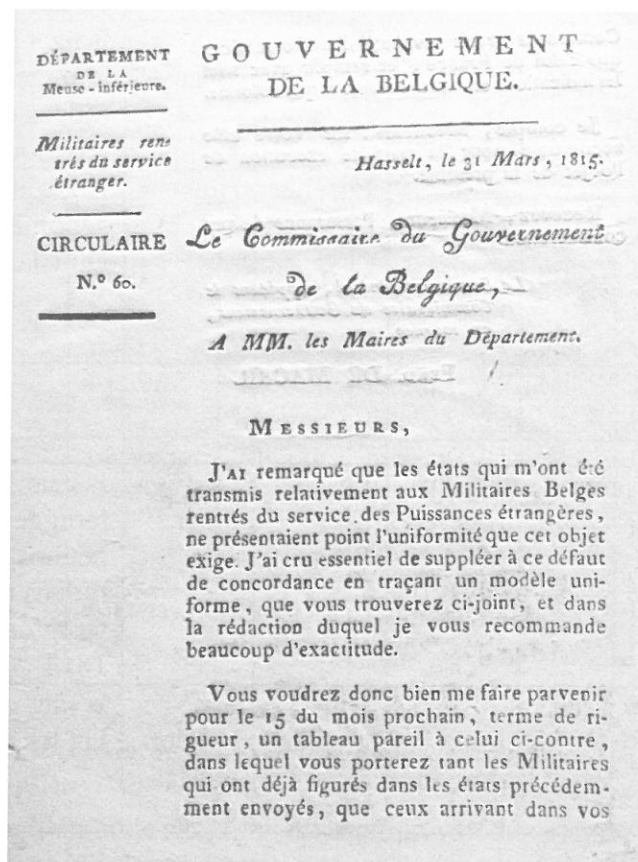 DÉPARTEMENT
DE LA
Meuse-inférieure.
Militaires ren-
trés du service
étranger.
CIRCULAIRE
N.º 60.
GOUVERNEMENT
DE LA BELGIQUE.
Hasselt, le 31 Mars, 1815.
Le Commissaire du Gouvernement
de la Belgique,
A MM. les Maires du Département.
MESSIEURS,
J'AI remarqué que les états qui m'ont été
transmis relativement aux Militaires Belges
rentrés du service des Puissances étrangères,
ne présentaient point l'uniformité que cet objet
exige. J'ai cru essentiel de suppléer à ce défaut
de concordance en traçant un modèle uni-
forme, que vous trouverez ci-joint, et dans
la rédaction duquel je vous recommande
beaucoup d'exactitude.
Vous voudrez donc bien me faire parvenir
pour le 15 du mois prochain, terme de ri-
gueur, un tableau pareil à celui ci-contre,
dans lequel vous porterez tant les Militaires
qui ont déjà figurés dans les états précédem-
ment envoyés, que ceux arrivant dans vos